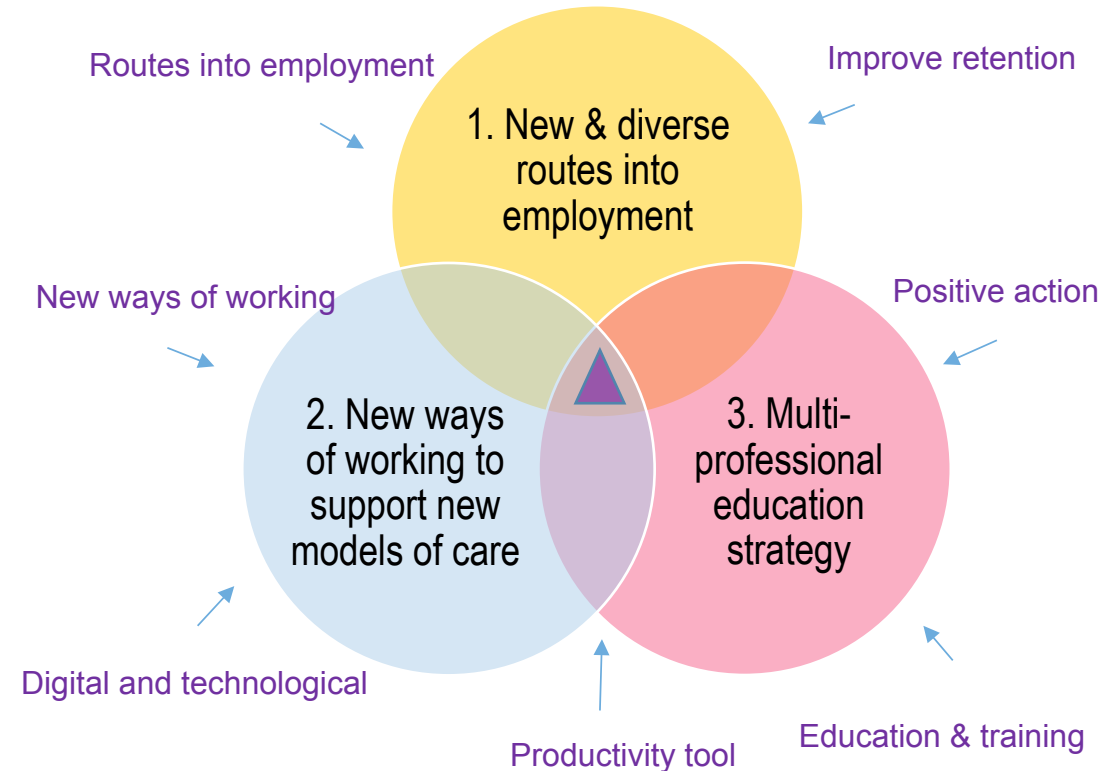 Routes into employment
Improve retention
1. New & diverse
routes into
employment
New ways of working
Positive action
2. New ways
of working to
support new
models of care
3. Multi-
professional
education
strategy
Digital and technological
Productivity tool
Education & training